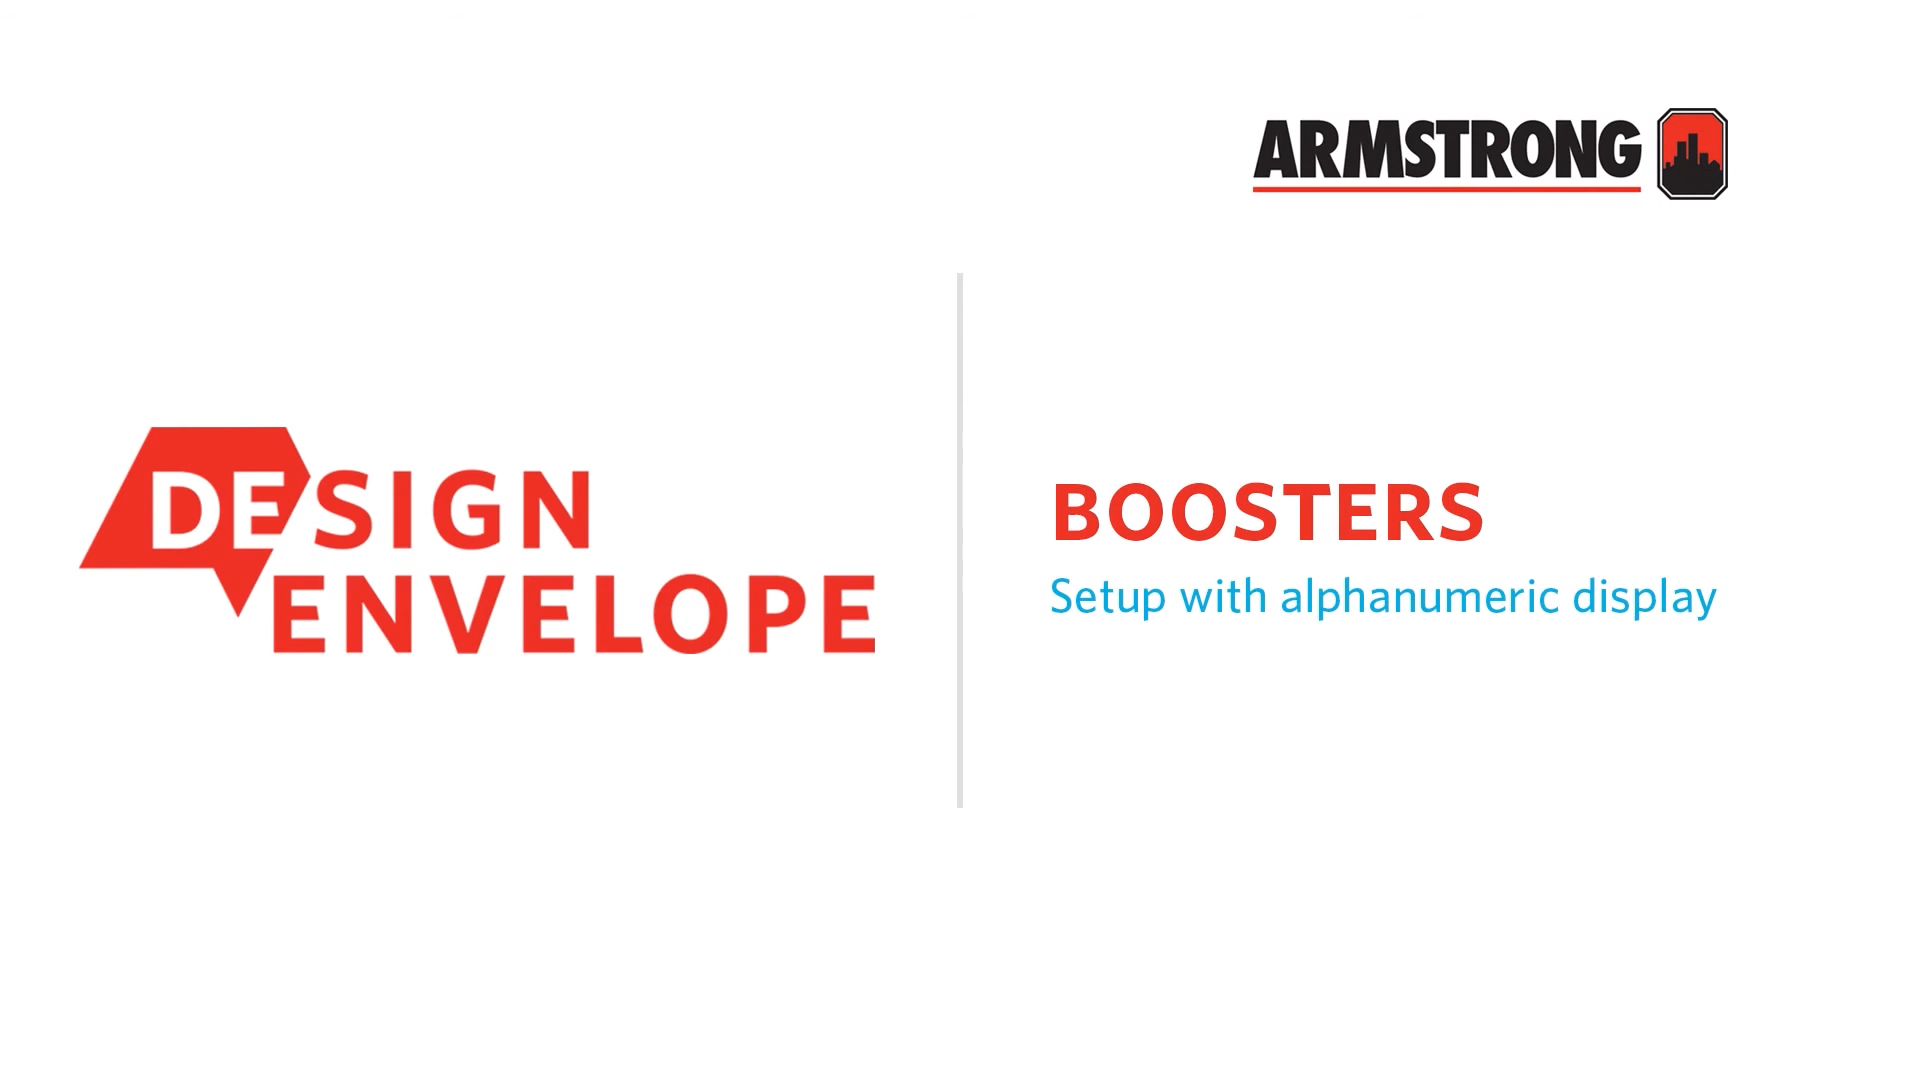 ARMSTRONG
DESIGN
ENVELOPE
BOOSTERS
Setup with alphanumeric display